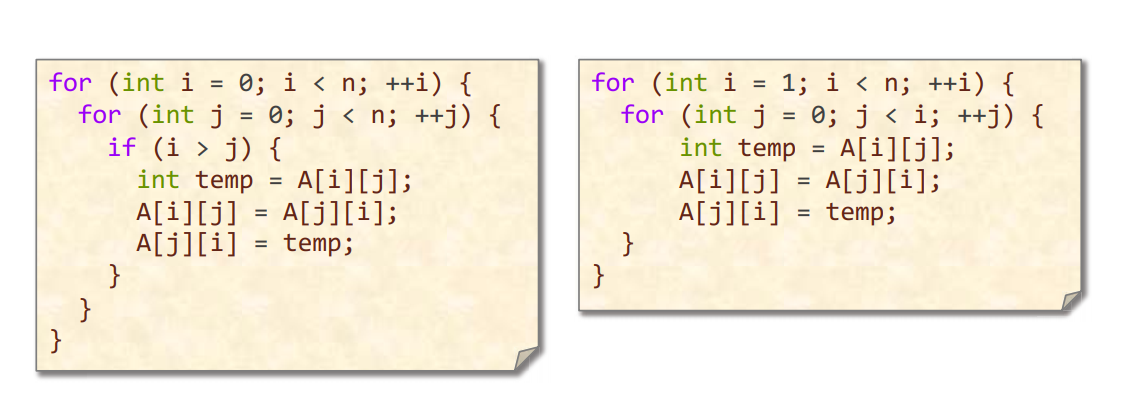 for (int i = 0; i < n; ++i) {
  for (int j = 0; j < n; ++j) {
    if (i > j) {
      int temp = A[i][j];
      A[i][j] = A[j][i];
      A[j][i] = temp;
    }
  }
}
for (int i = 1; i < n; ++i) {
  for (int j = 0; j < i; ++j) {
      int temp = A[i][j];
      A[i][j] = A[j][i];
      A[j][i] = temp;
  }
}